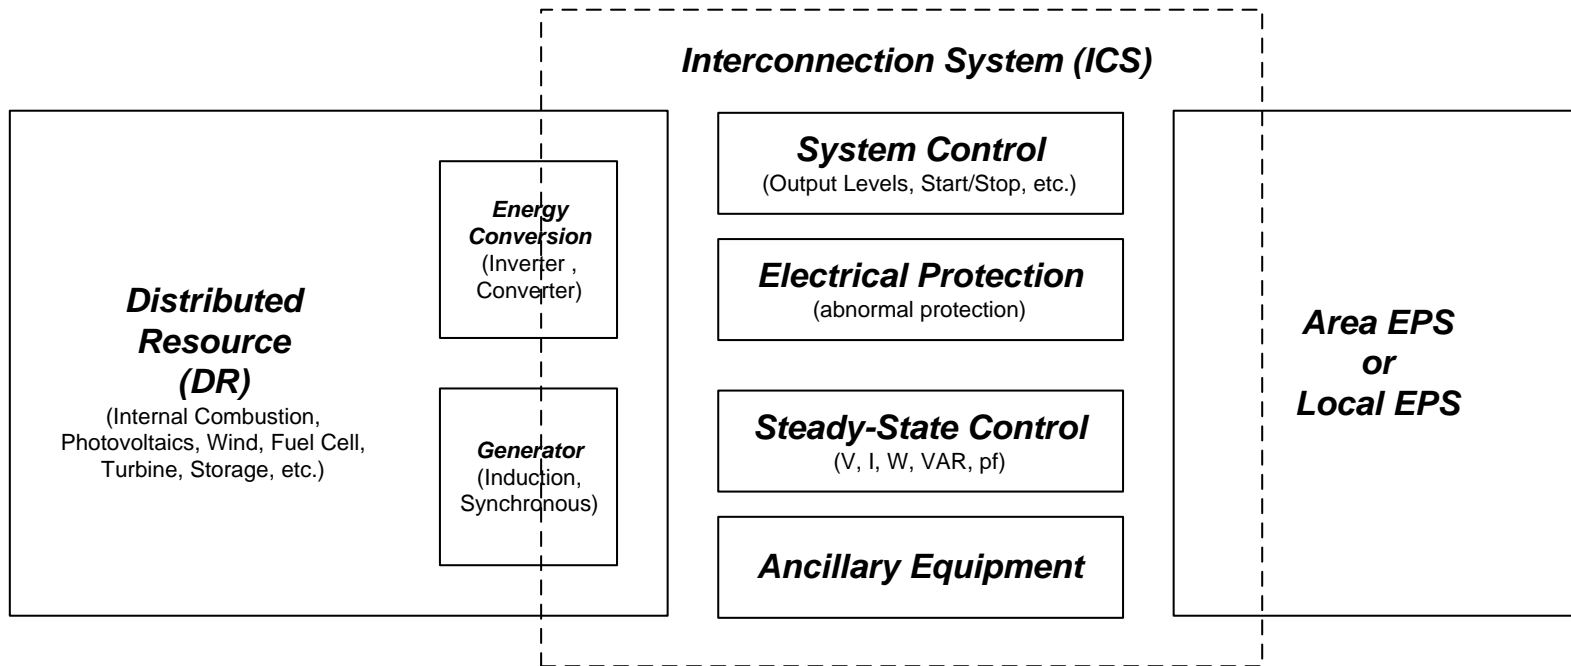 Interconnection System (ICS)
Distributed
Resource
(DR)
(Internal Combustion,
Photovoltaics, Wind, Fuel Cell,
Turbine, Storage, etc.)
Energy
Conversion
(Inverter ,
Converter)
Generator
(Induction,
Synchronous)
System Control
(Output Levels, Start/Stop, etc.)
Electrical Protection
(abnormal protection)
Steady-State Control
(V, I, W, VAR, pf)
Ancillary Equipment
Area EPS
or
Local EPS